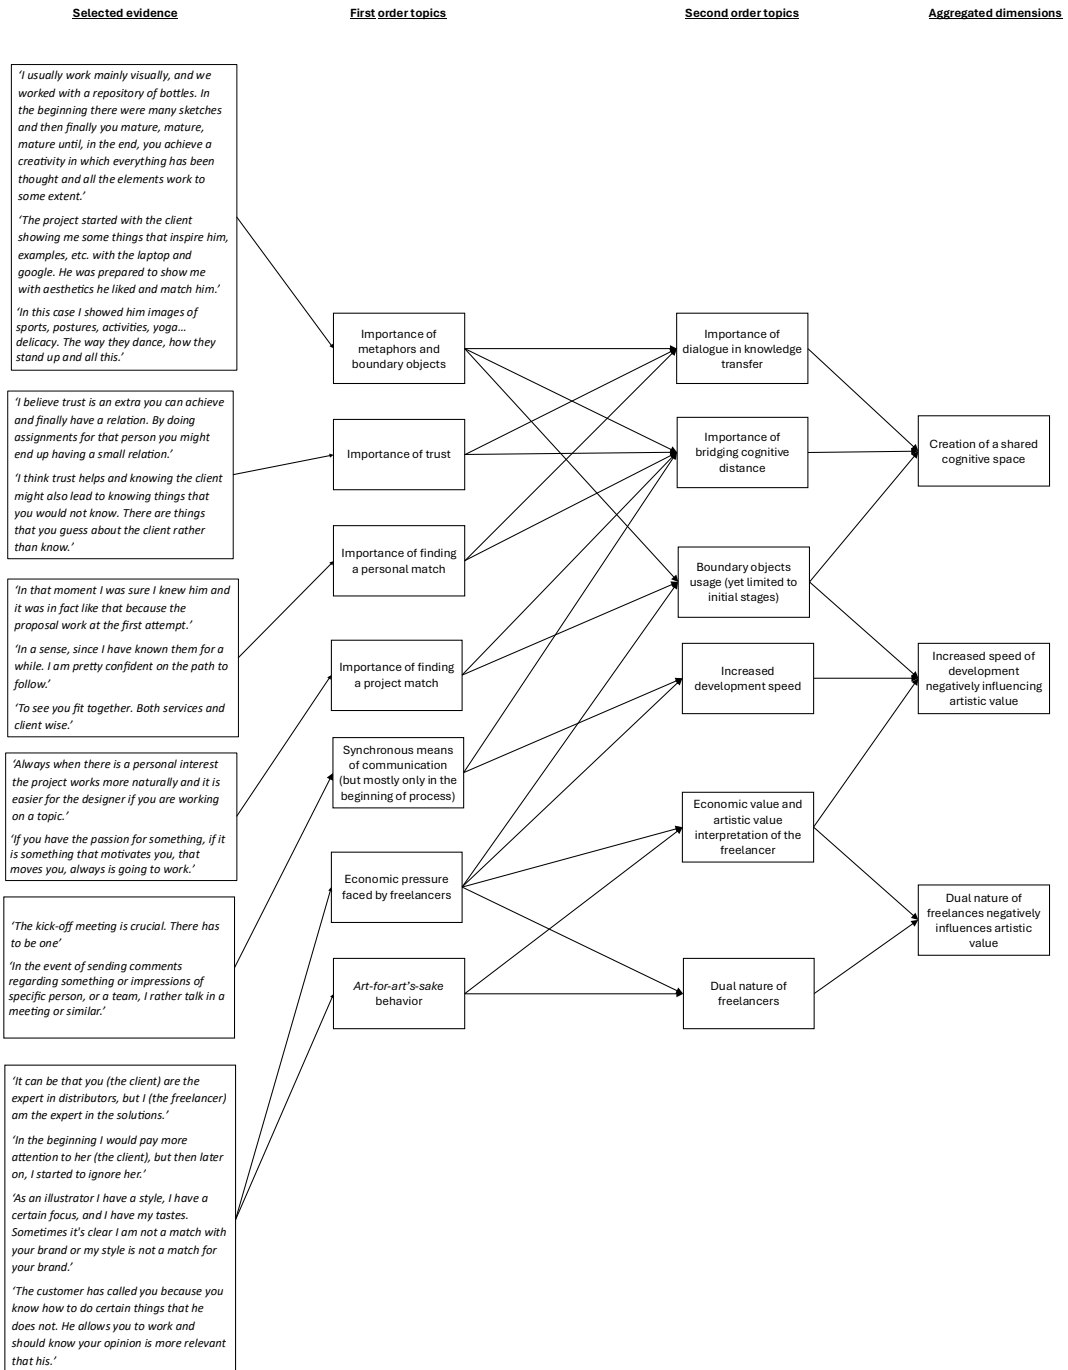 Selected evidence
First order topics
Second order topics
Aggregated dimensions
‘I usually work mainly visually, and we
worked with a repository of bottles. In
the beginning there were many sketches
and then finally you mature, mature,
mature until, in the end, you achieve a
creativity in which everything has been
thought and all the elements work to
some extent.’
‘The project started with the client
showing me some things that inspire him,
examples, etc. with the laptop and
google. He was prepared to show me
with aesthetics he liked and match him.’
‘In this case I showed him images of
sports, postures, activities, yoga…
delicacy. The way they dance, how they
stand up and all this.’
‘I believe trust is an extra you can achieve
and finally have a relation. By doing
assignments for that person you might
end up having a small relation.’
‘I think trust helps and knowing the client
might also lead to knowing things that
you would not know. There are things
that you guess about the client rather
than know.’
‘In that moment I was sure I knew him and
it was in fact like that because the
proposal work at the first attempt.’
‘In a sense, since I have known them for a
while. I am pretty confident on the path to
follow.’
‘To see you fit together. Both services and
client wise.’
‘Always when there is a personal interest
the project works more naturally and it is
easier for the designer if you are working
on a topic.’
‘If you have the passion for something, if it
is something that motivates you, that
moves you, always is going to work.’
‘The kick-off meeting is crucial. There has
to be one’
‘In the event of sending comments
regarding something or impressions of
specific person, or a team, I rather talk in a
meeting or similar.’
‘It can be that you (the client) are the
expert in distributors, but I (the freelancer)
am the expert in the solutions.’
‘In the beginning I would pay more
attention to her (the client), but then later
on, I started to ignore her.’
‘As an illustrator I have a style, I have a
certain focus, and I have my tastes.
Sometimes it's clear I am not a match with
your brand or my style is not a match for
your brand.’
‘The customer has called you because you
know how to do certain things that he
does not. He allows you to work and
should know your opinion is more relevant
that his.’
Importance of
metaphors and
boundary objects
Importance of trust
Importance of finding
a personal match
Importance of finding
a project match
Synchronous means
of communication
(but mostly only in the
beginning of process)
Economic pressure
faced by freelancers
Art-for-art's-sake
behavior
Importance of
dialogue in knowledge
transfer
Importance of
bridging cognitive
distance
Boundary objects
usage (yet limited to
initial stages)
Increased
development speed
Economic value and
artistic value
interpretation of the
freelancer
Dual nature of
freelancers
Creation of a shared
cognitive space
Increased speed of
development
negatively influencing
artistic value
Dual nature of
freelances negatively
influences artistic
value